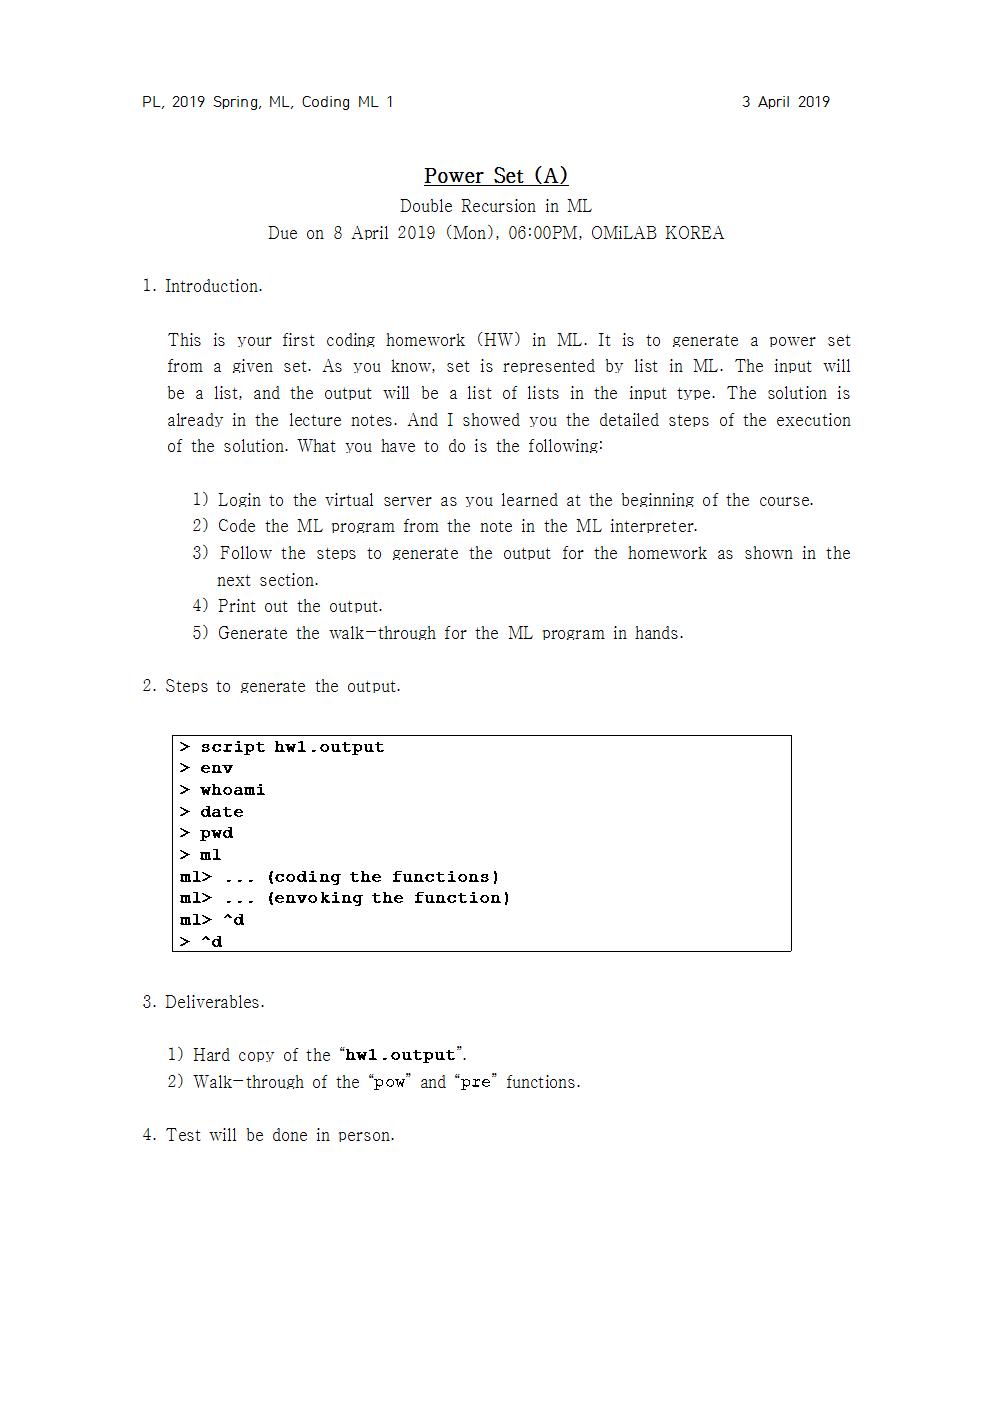 PL, 2019 Spring, ML, Coding ML 1 3 April 2019
Power Set (A)
Double Recursion in ML
Due on 8 April 2019 (Mon), 06:00PM, OMiLAB KOREA
1. Introduction.
This is your first coding homework (HW) in ML. It is to generate a power set
from a given set. As you know, set is represented by list in ML. The input will
be a list, and the output will be a list of lists in the input type. The solution is
already in the lecture notes. And I showed you the detailed steps of the execution
of the solution. What you have to do is the following:
1) Login to the virtual server as you learned at the beginning of the course.
2) Code the ML program from the note in the ML interpreter.
3) Follow the steps to generate the output for the homework as shown in the
next section.
4) Print out the output.
5) Generate the walk-through for the ML program in hands.
2. Steps to generate the output.
> script hw1.output
> env
> whoami
> date
> pwd
> ml
ml> ... (coding the functions)
ml> ... (envoking the function)
ml> ^d
> ^d
3. Deliverables.
1) Hard copy of the “hw1.output”.
2) Walk-through of the “pow” and “pre” functions.
4. Test will be done in person.